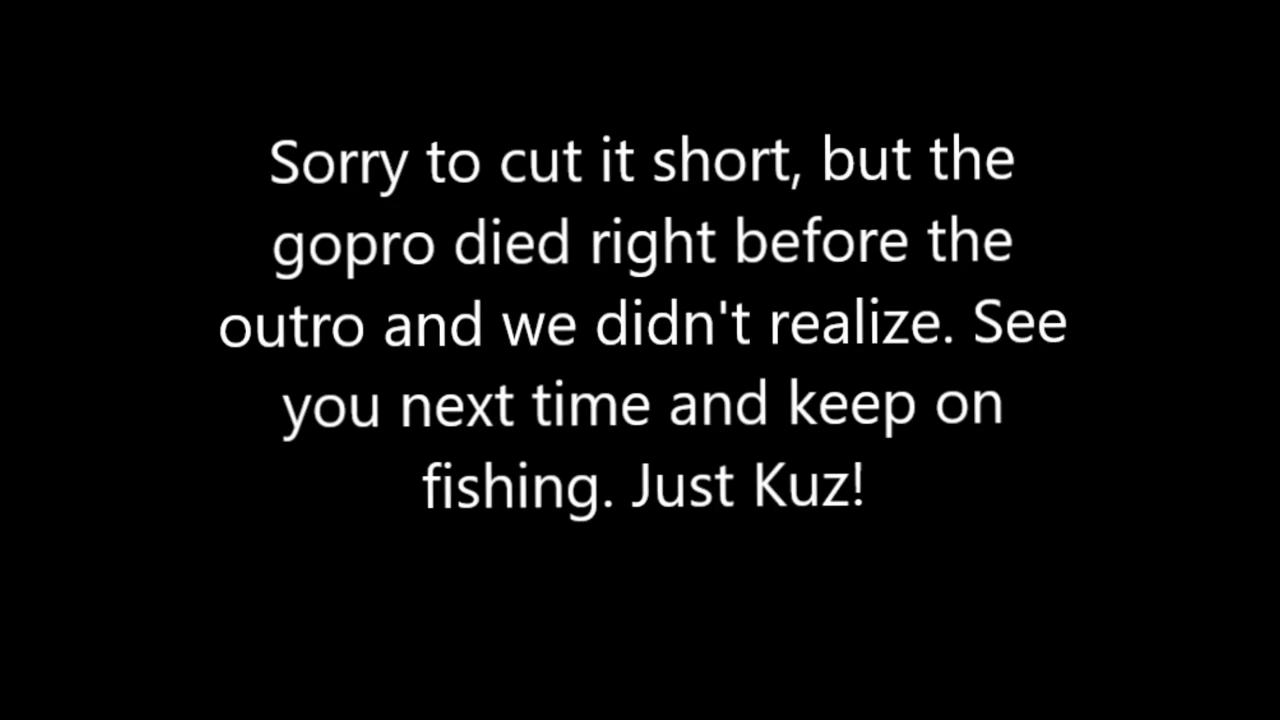 Sorry to cut it short, but the
gopro died right before the
outro and we didn't realize. See
you next time and keep on
fishing. Just Kuz!